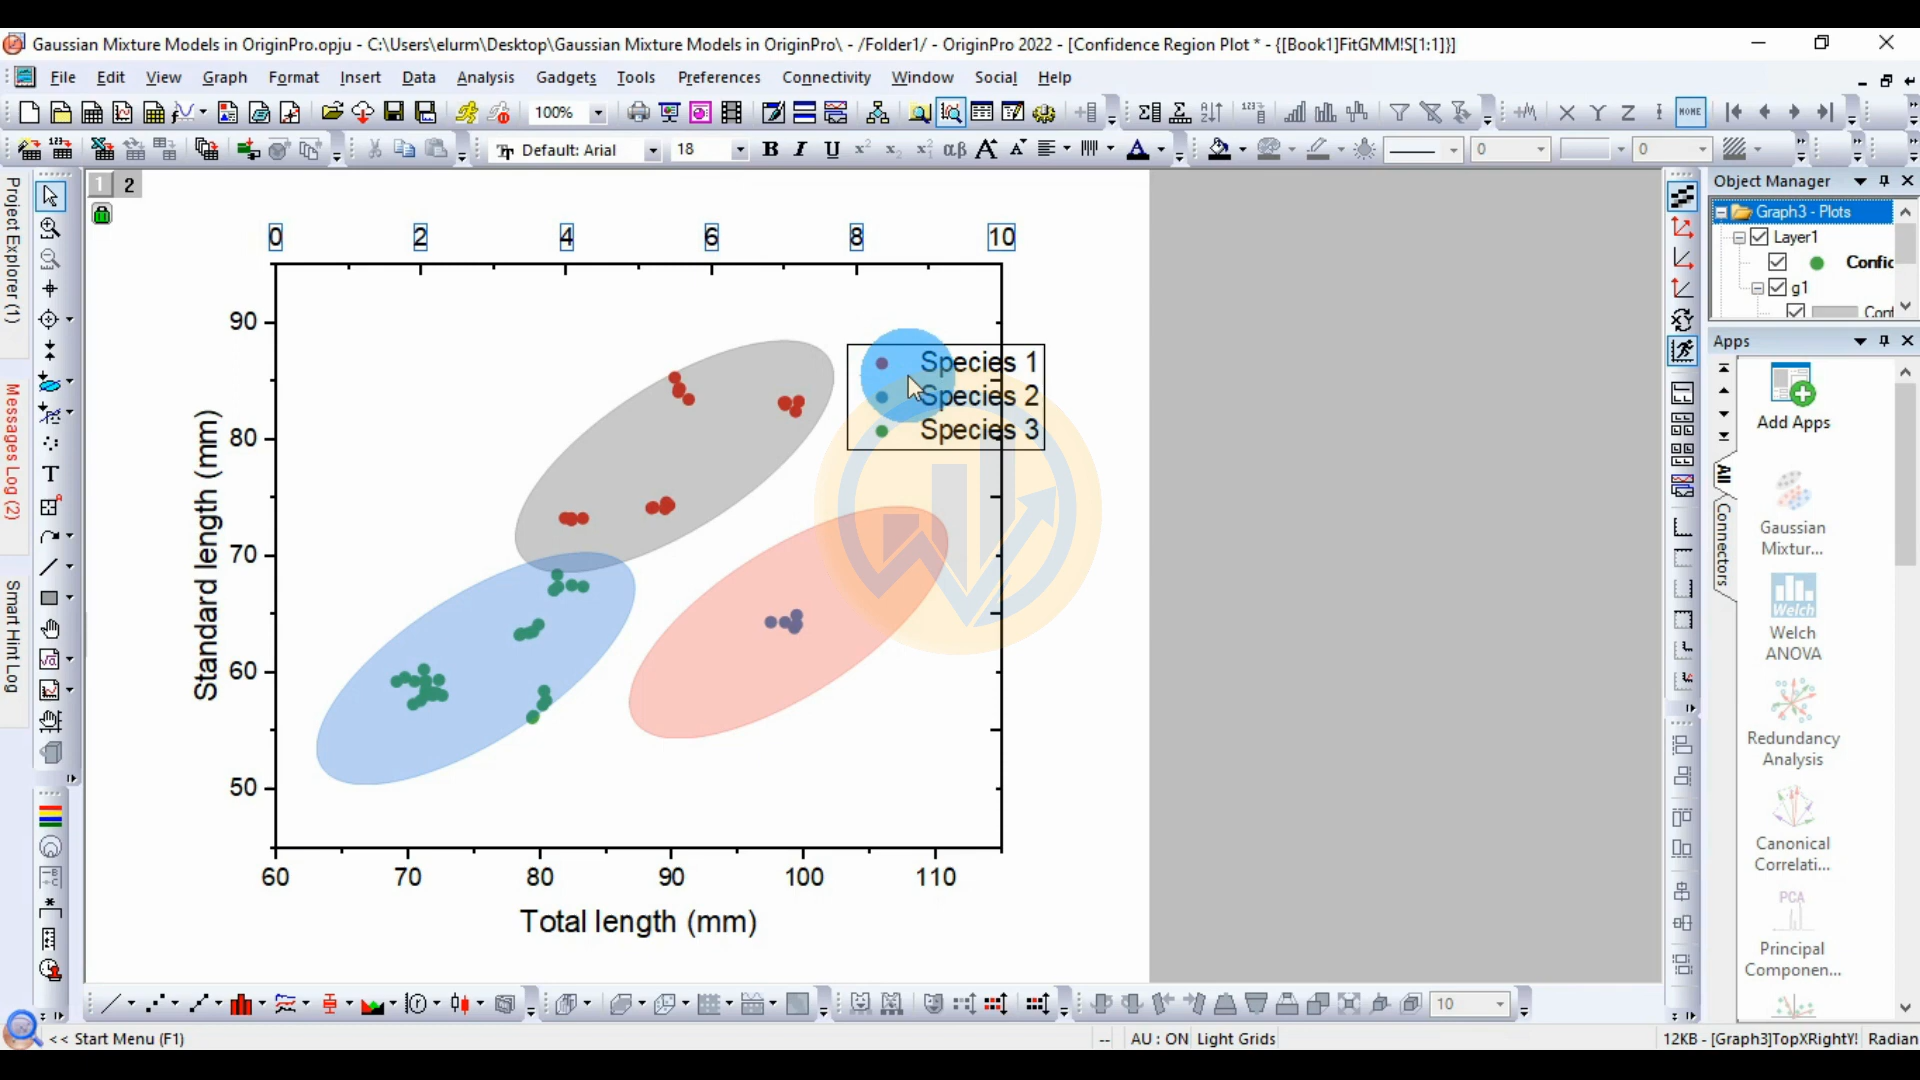 Gaussian Mixture Models in OriginPro.opju - C:\Users\elurm\Desktop\Gaussian Mixture Models in OriginPro\ - /Folder1/ - OriginPro 2022 - [Confidence Region Plot * - {[Book1]FitGMM!S[1:1]}]
File Edit View Graph Format Insert Data Analysis Gadgets Tools Preferences Connectivity Window Social Help
100% HOME
Default: Arial 18 B I U αβ A A A 0 0
Project Explorer (1)
Messages Log (2)
Smart Hint Log
1 2
0 2 4 6 8 10
Species 1
Species 2
Species 3
90
80
70
60
50
Standard length (mm)
60 70 80 90 100 110
Total length (mm)
Object Manager
Graph3 - Plots
Layer1
Confic
g1
Conf
Apps
All
Connectors
Add Apps
Gaussian
Mixtur...
Welch
Welch
ANOVA
Redundancy
Analysis
Canonical
Correlati...
PCA
Principal
Componen...
10
<< Start Menu (F1)
-- AU : ON Light Grids
12KB - [Graph3]TopXRightY! Radian